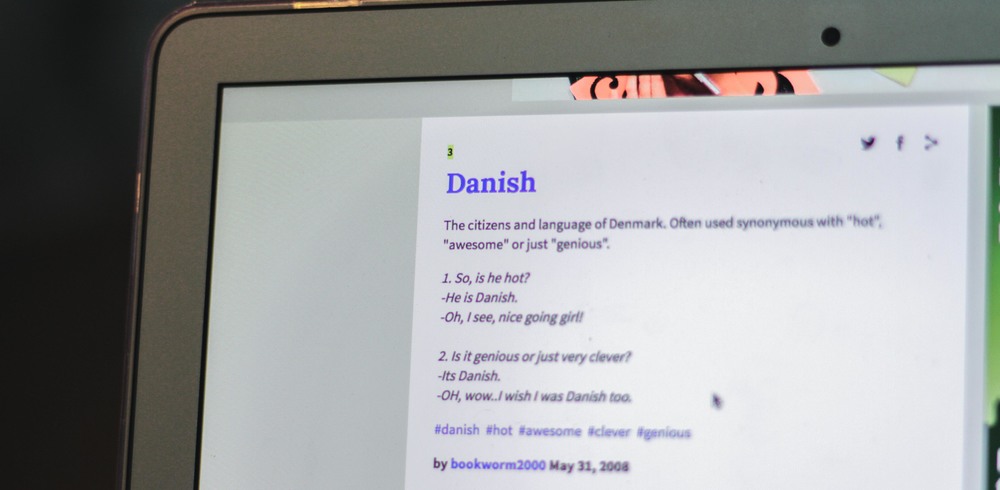 3
Danish
The citizens and language of Denmark. Often used synonymous with "hot",
"awesome" or just "genious".
1. So, is he hot?
-He is Danish.
-Oh, I see, nice going girl!
2. Is it genious or just very clever?
-Its Danish.
-OH, wow..I wish I was Danish too.
#danish #hot #awesome #clever #genious
by bookworm2000 May 31, 2008